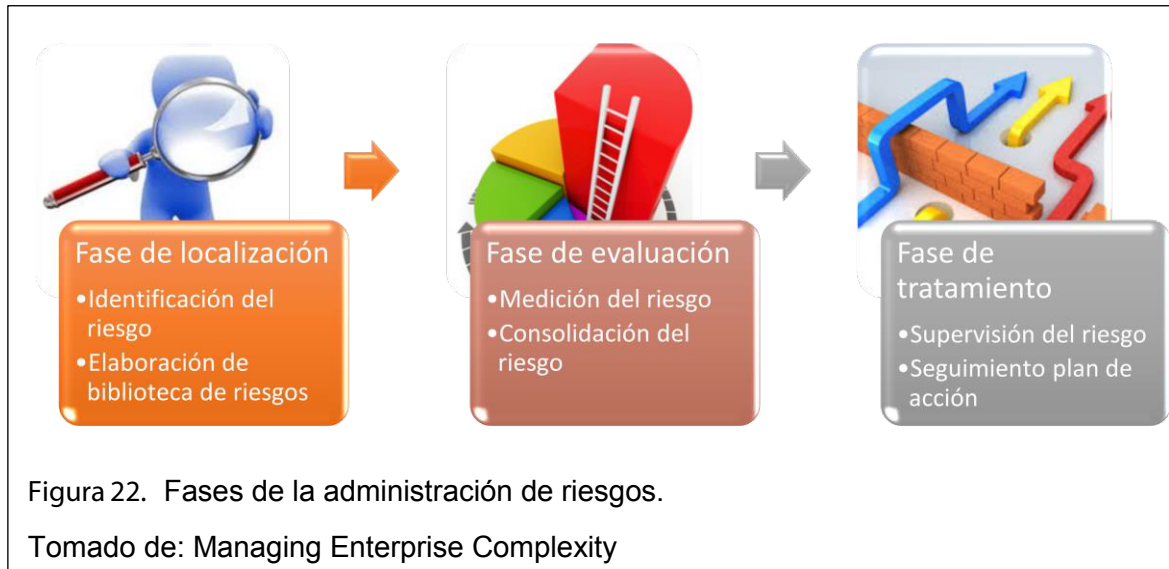 Fase de localización
•Identificación del
riesgo
•Elaboración de
biblioteca de riesgos
Fase de evaluación
•Medición del riesgo
•Consolidación del
riesgo
Fase de
tratamiento
•Supervisión del riesgo
•Seguimiento plan de
acción
Figura 22. Fases de la administración de riesgos.
Tomado de: Managing Enterprise Complexity